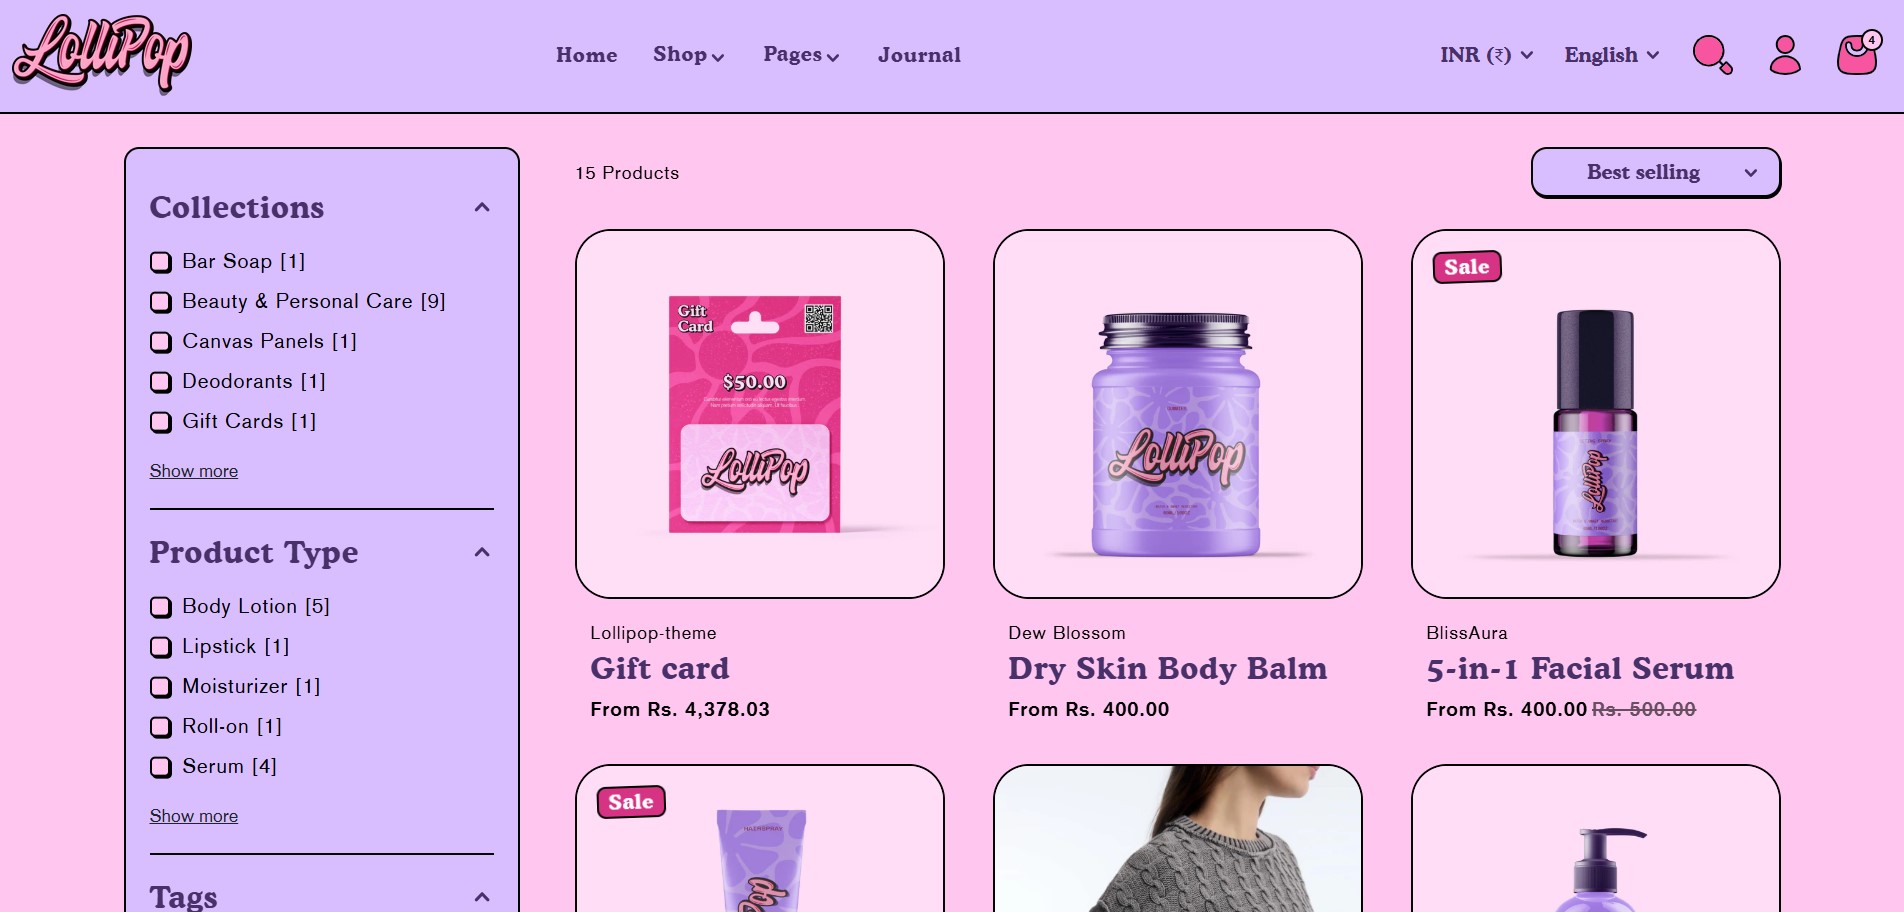 LolliPop
Home Shop Pages Journal
INR (₹) English 4
Collections
Bar Soap [1]
Beauty & Personal Care [9]
Canvas Panels [1]
Deodorants [1]
Gift Cards [1]
Show more
Product Type
Body Lotion [5]
Lipstick [1]
Moisturizer [1]
Roll-on [1]
Serum [4]
Show more
Tags
15 Products
Best selling
Gift
Card
$50.00
LolliPop
LolliPop
Sale
LolliPop
Lollipop-theme
Gift card
From Rs. 4,378.03
Dew Blossom
Dry Skin Body Balm
From Rs. 400.00
BlissAura
5-in-1 Facial Serum
From Rs. 400.00 Rs. 500.00
Sale
HAIRSPRAY